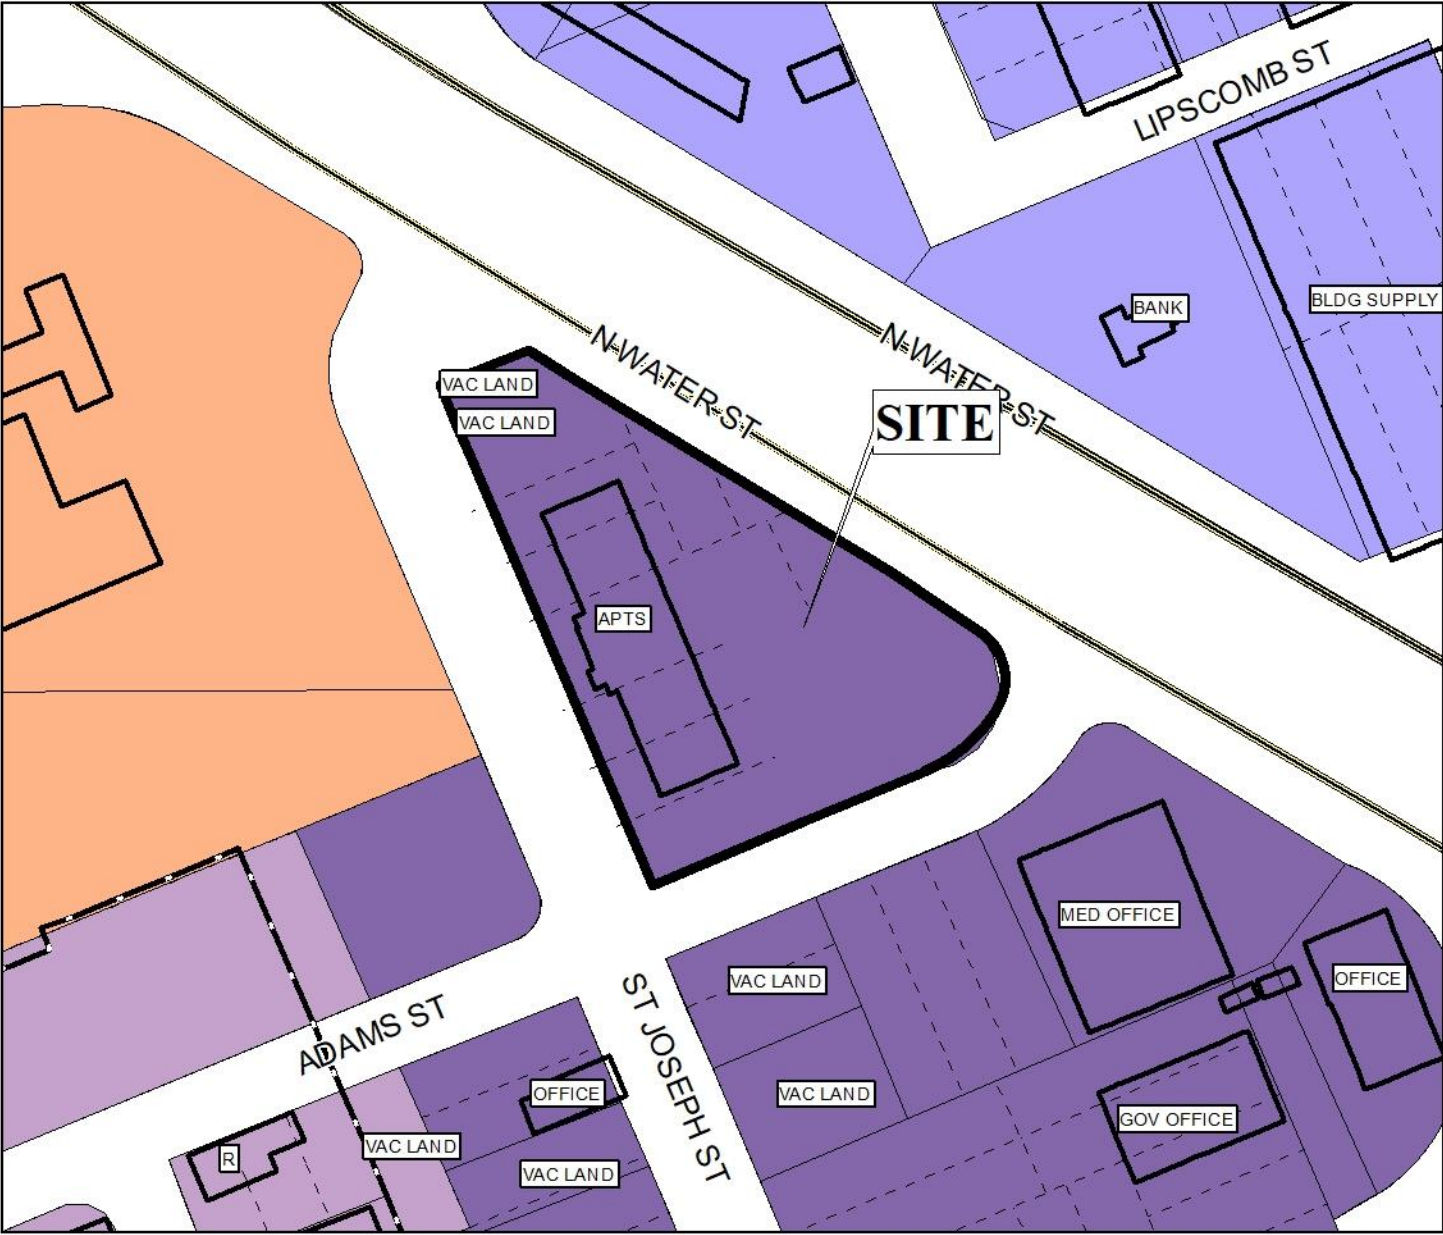 LIPSCOMB ST
BANK
BLDG SUPPLY
N WATER ST
N WATER ST
VAC LAND
VAC LAND
SITE
APTS
MED OFFICE
OFFICE
VAC LAND
ST JOSEPH ST
ADAMS ST
OFFICE
VAC LAND
GOV OFFICE
R
VAC LAND
VAC LAND